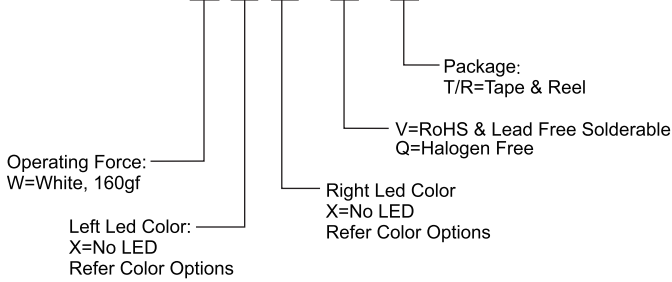 Package:
T/R=Tape & Reel
V=RoHS & Lead Free Solderable
Q=Halogen Free
Operating Force:
W=White, 160gf
Right Led Color
X=No LED
Refer Color Options
Left Led Color:
X=No LED
Refer Color Options